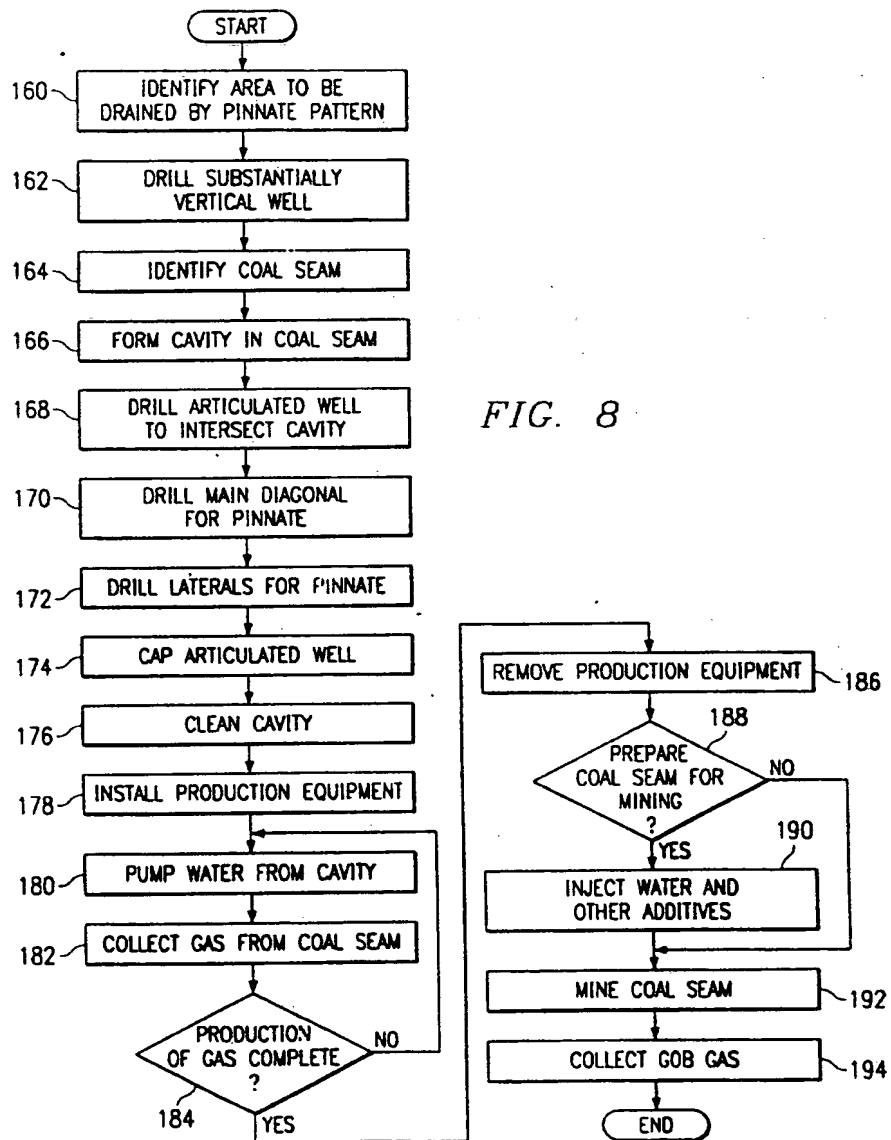 START
160
IDENTIFY AREA TO BE
DRAINED BY PINNATE PATTERN
162
DRILL SUBSTANTIALLY
VERTICAL WELL
164
IDENTIFY COAL SEAM
166
FORM CAVITY IN COAL SEAM
168
DRILL ARTICULATED WELL
TO INTERSECT CAVITY
170
DRILL MAIN DIAGONAL
FOR PINNATE
172
DRILL LATERALS FOR PINNATE
174
CAP ARTICULATED WELL
176
CLEAN CAVITY
178
INSTALL PRODUCTION EQUIPMENT
180
PUMP WATER FROM CAVITY
182
COLLECT GAS FROM COAL SEAM
PRODUCTION
OF GAS COMPLETE
?
NO
184
YES
FIG. 8
REMOVE PRODUCTION EQUIPMENT
186
188
PREPARE
COAL SEAM FOR
MINING
?
NO
YES
190
INJECT WATER AND
OTHER ADDITIVES
MINE COAL SEAM
192
COLLECT GOB GAS
194
END